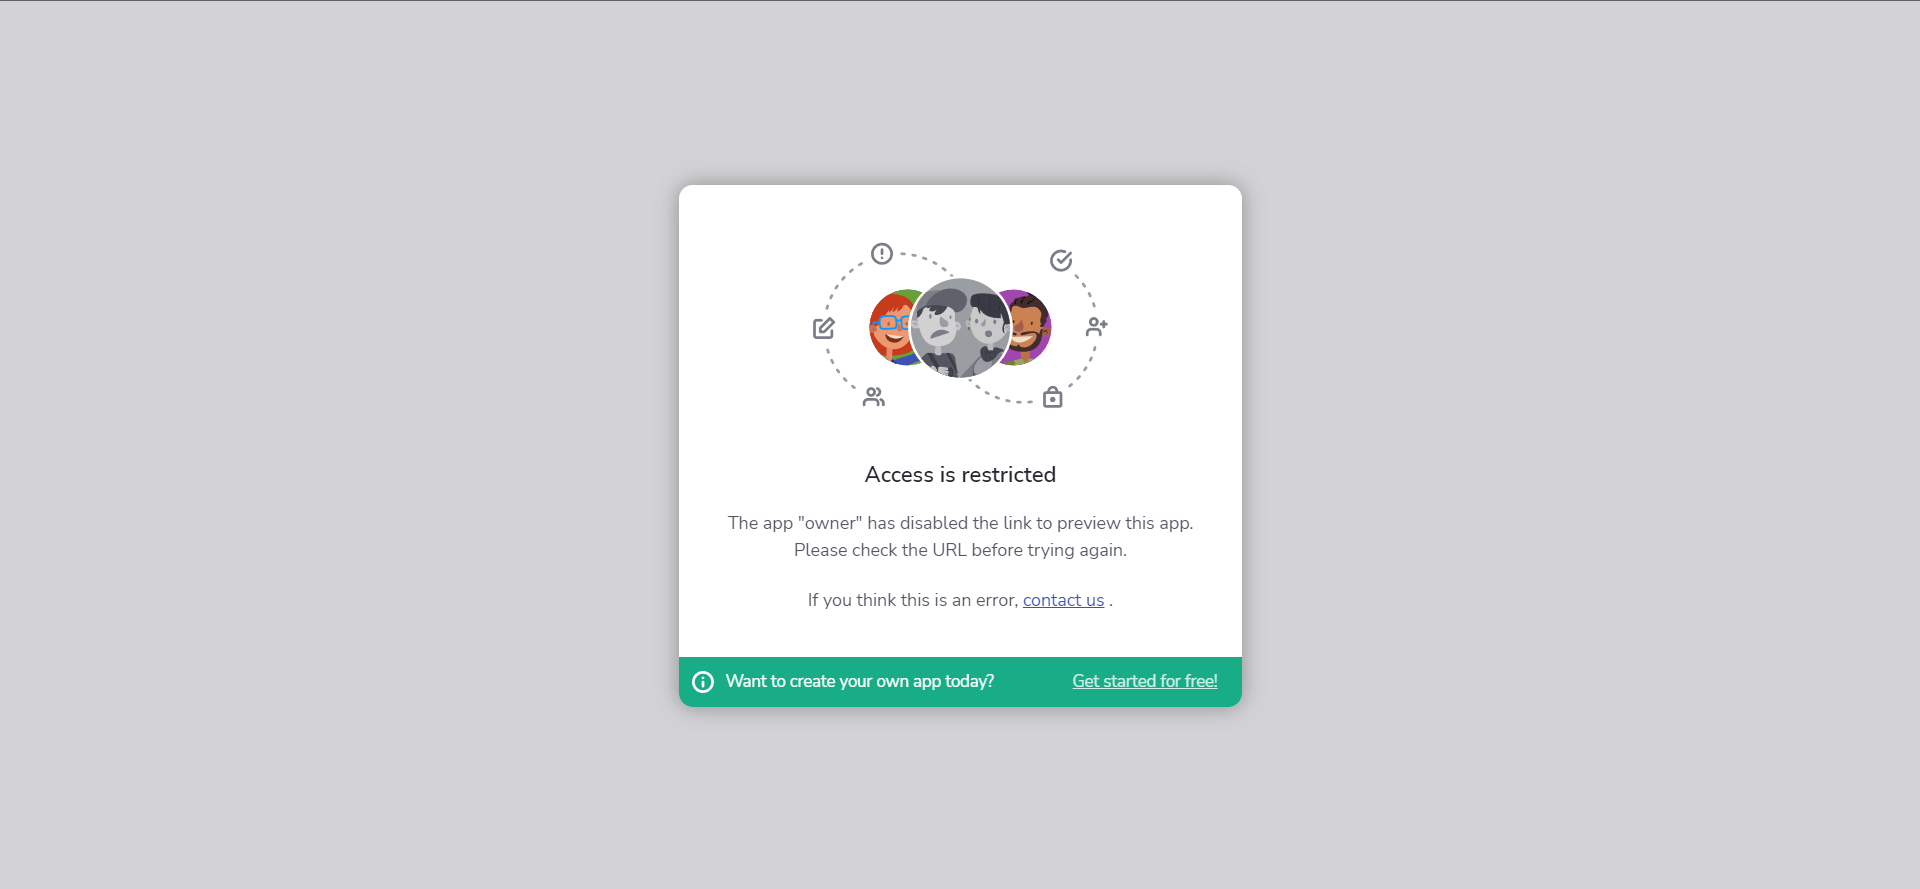 Access is restricted
The app "owner" has disabled the link to preview this app.
Please check the URL before trying again.
If you think this is an error, contact us .
Want to create your own app today? Get started for free!